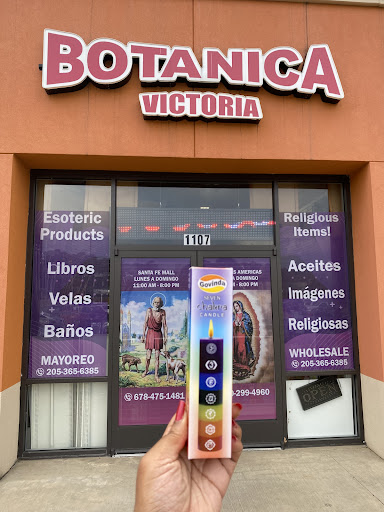 BOTANICA
VICTORIA
1107
Esoteric
Products
Libros
Velas
Baños
MAYOREO
205-365-6385
SANTA FE MALL
LUNES A DOMINGO
11:00 AM - 8:00 PM
678-475-1481
AMERICAS
A DOMINGO
- 8:00 PM
299-4960
Religious
Items!
Aceites
Imágenes
Religiosas
WHOLESALE
205-365-6385
OPEN
Govinda
SEVEN
Chakra
CANDLE